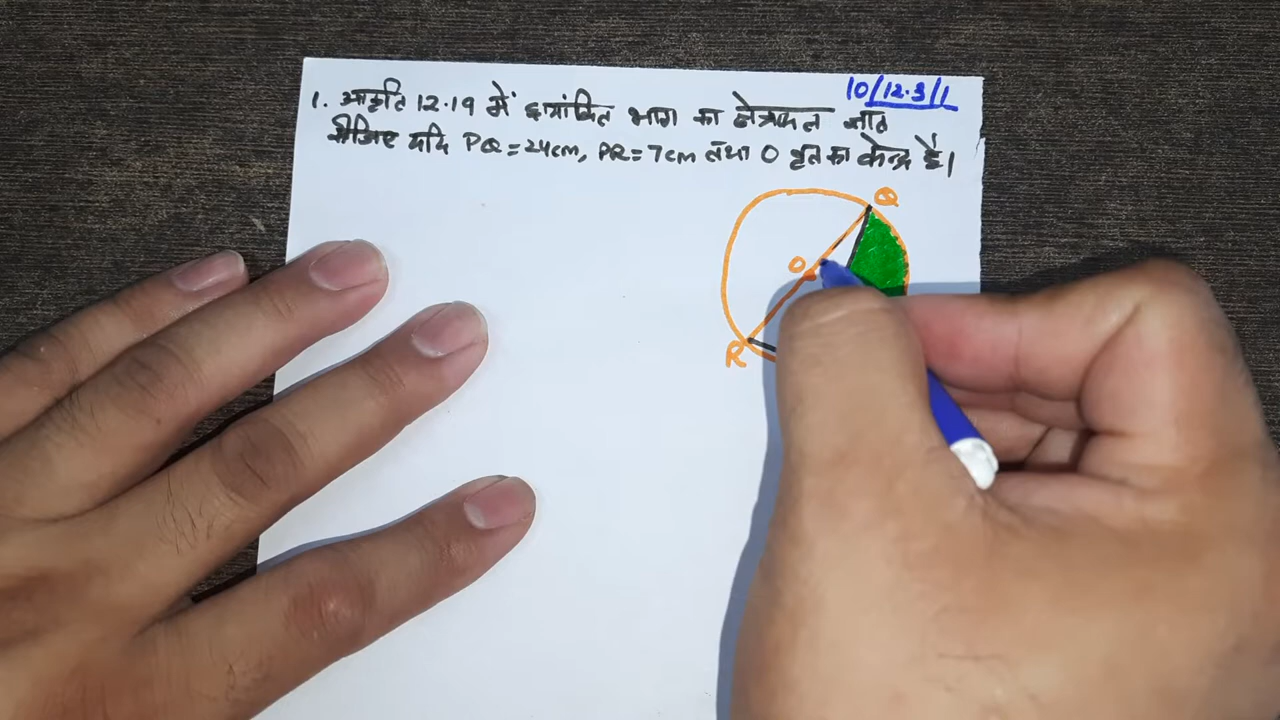 10/12.3/1
1. आकृति 12.19 में छायांकित भाग का क्षेत्रफल ज्ञात
कीजिए यदि PQ = 24cm, PR = 7cm तथा O वृत का केन्द्र है।
Q
O
R